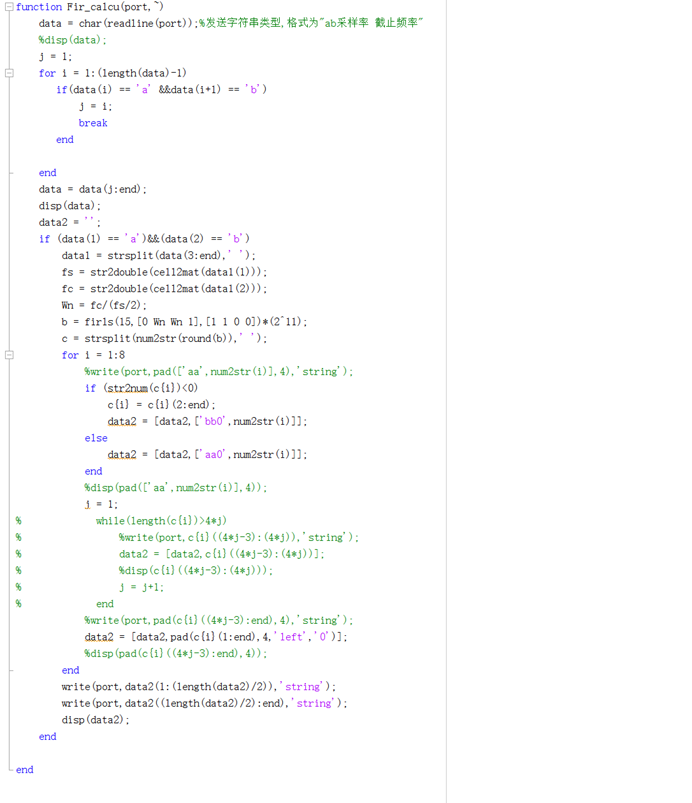 function Fir_calcu(port,~)
data = char(readline(port));%发送字符串类型,格式为"ab采样率 截止频率"
%disp(data);
j = 1;
for i = 1:(length(data)-1)
if(data(i) == 'a' &&data(i+1) == 'b')
j = i;
break
end
end
data = data(j:end);
disp(data);
data2 = '';
if (data(1) == 'a')&&(data(2) == 'b')
data1 = strsplit(data(3:end),' ');
fs = str2double(cell2mat(data1(1)));
fc = str2double(cell2mat(data1(2)));
Wn = fc/(fs/2);
b = firls(15,[0 Wn Wn 1],[1 1 0 0])*(2^11);
c = strsplit(num2str(round(b)),' ');
for i = 1:8
%write(port,pad(['aa',num2str(i)],4),'string');
if (str2num(c{i})<0)
c{i} = c{i}(2:end);
data2 = [data2,['bb0',num2str(i)]];
else
data2 = [data2,['aa0',num2str(i)]];
end
%disp(pad(['aa',num2str(i)],4));
j = 1;
% while(length(c{i})>4*j)
% %write(port,c{i}((4*j-3):(4*j)),'string');
% data2 = [data2,c{i}((4*j-3):(4*j))];
% %disp(c{i}((4*j-3):(4*j)));
% j = j+1;
% end
%write(port,pad(c{i}((4*j-3):end),4),'string');
data2 = [data2,pad(c{i}(1:end),4,'left','0')];
%disp(pad(c{i}((4*j-3):end),4));
end
write(port,data2(1:(length(data2)/2)),'string');
write(port,data2((length(data2)/2):end),'string');
disp(data2);
end
end